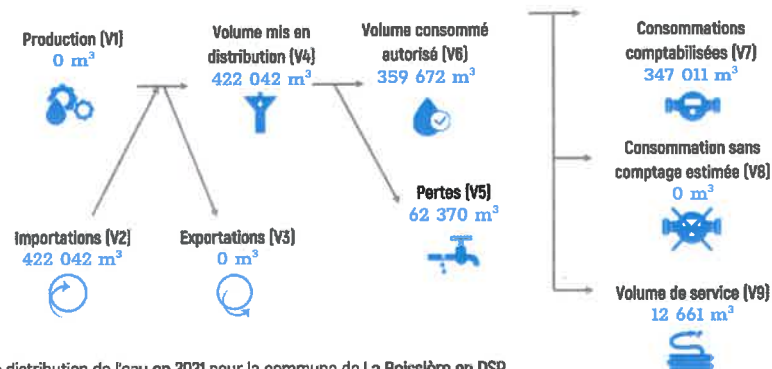 Production (V1)
0 m³
Volume mis en
distribution (V4)
422 042 m³
Volume consommé
autorisé (V6)
359 672 m³
Consommations
comptabilisées (V7)
347 011 m³
Consommation sans
comptage estimée (V8)
0 m³
Pertes (V5)
62 370 m³
Importations (V2)
422 042 m³
Exportations (V3)
0 m³
Volume de service (V9)
12 661 m³
distribution de l'eau en 2021 pour la commune de La Boissière en DSP